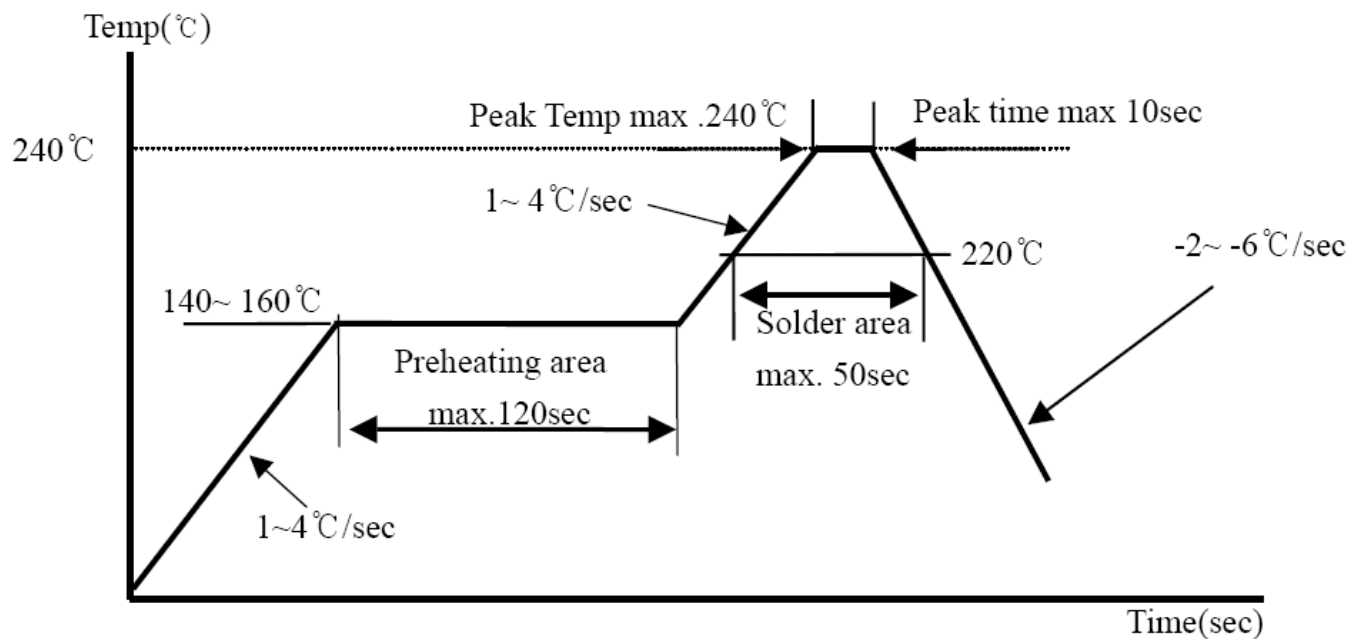 Temp(℃)
Peak Temp max .240℃
Peak time max 10sec
240℃
1~ 4℃/sec
220℃
-2~ -6℃/sec
140~ 160℃
Solder area
max. 50sec
Preheating area
max.120sec
1~4℃/sec
Time(sec)